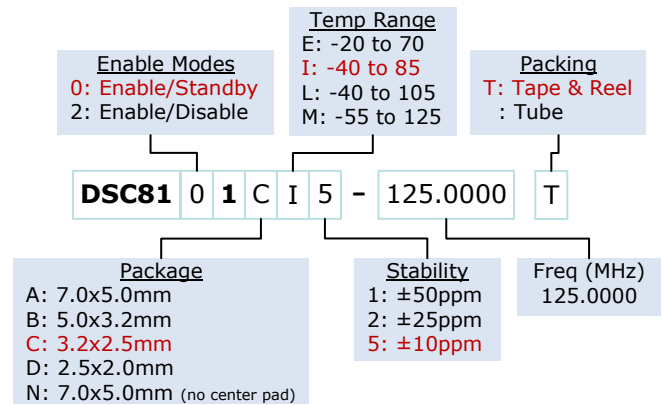 Temp Range
E: -20 to 70
I: -40 to 85
L: -40 to 105
M: -55 to 125
Enable Modes
0: Enable/Standby
2: Enable/Disable
Packing
T: Tape & Reel
: Tube
DSC81 0 1 C I 5 – 125.0000 T
Package
A: 7.0x5.0mm
B: 5.0x3.2mm
C: 3.2x2.5mm
D: 2.5x2.0mm
N: 7.0x5.0mm (no center pad)
Stability
1: ±50ppm
2: ±25ppm
5: ±10ppm
Freq (MHz)
125.0000